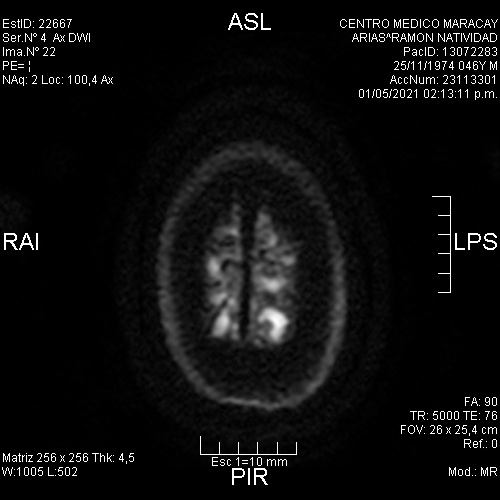 EstID: 22667
Ser.Nº 4 Ax DWI
Ima.Nº 22
PE= ¦
NAq: 2 Loc: 100,4 Ax
ASL
CENTRO MEDICO MARACAY
ARIAS^RAMON NATIVIDAD
PacID: 13072283
25/11/1974 046Y M
AccNum: 23113301
01/05/2021 02:13:11 p.m.
RAI
LPS
FA: 90
TR: 5000 TE: 76
FOV: 26 x 25,4 cm
Ref.: 0
Matriz 256 x 256 Thk: 4,5
W:1005 L:502
Esc 1=10 mm
PIR
Mod.: MR